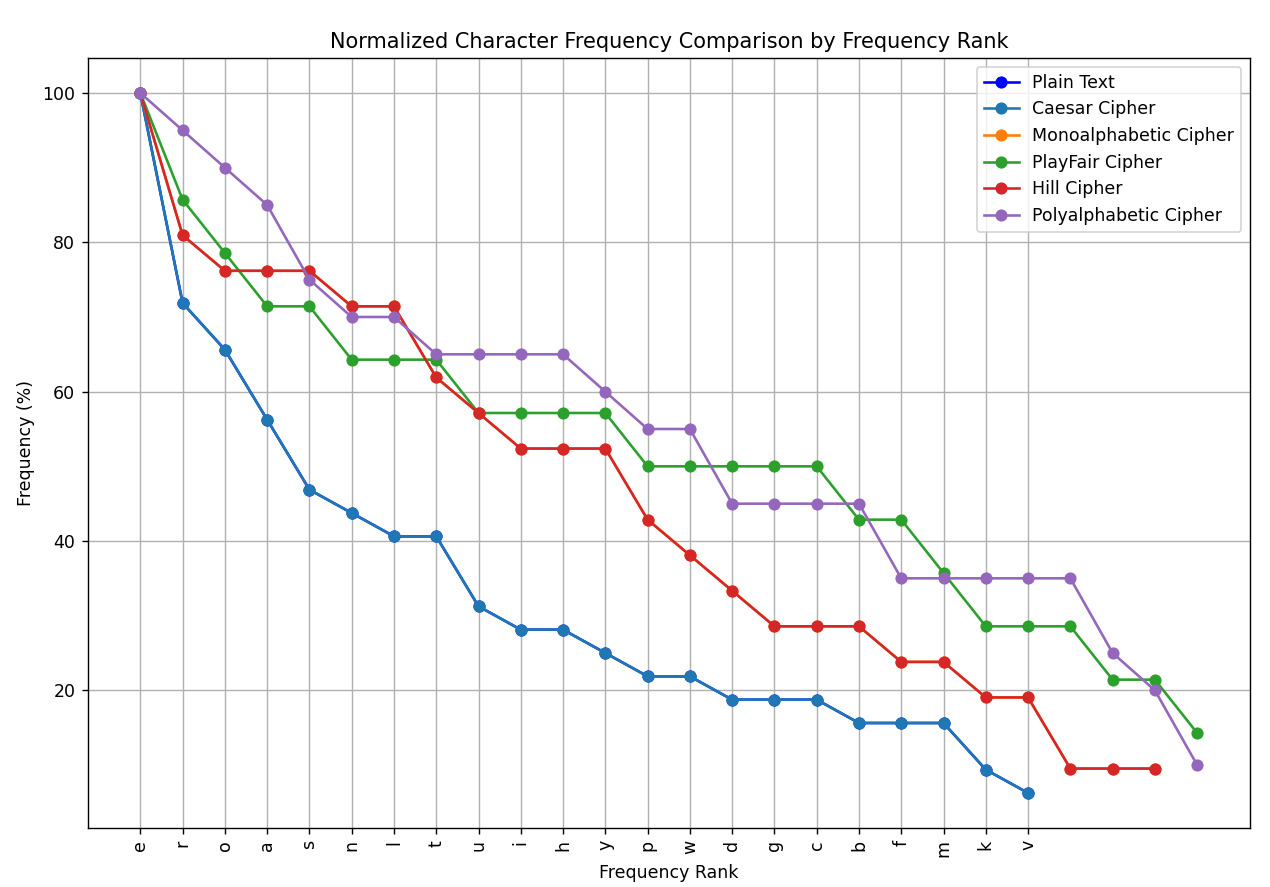 Normalized Character Frequency Comparison by Frequency Rank
Plain Text
Caesar Cipher
Monoalphabetic Cipher
PlayFair Cipher
Hill Cipher
Polyalphabetic Cipher
Frequency (%)
100
80
60
40
20
e r o a s n l t u i h y p w d g c b f m k v
Frequency Rank